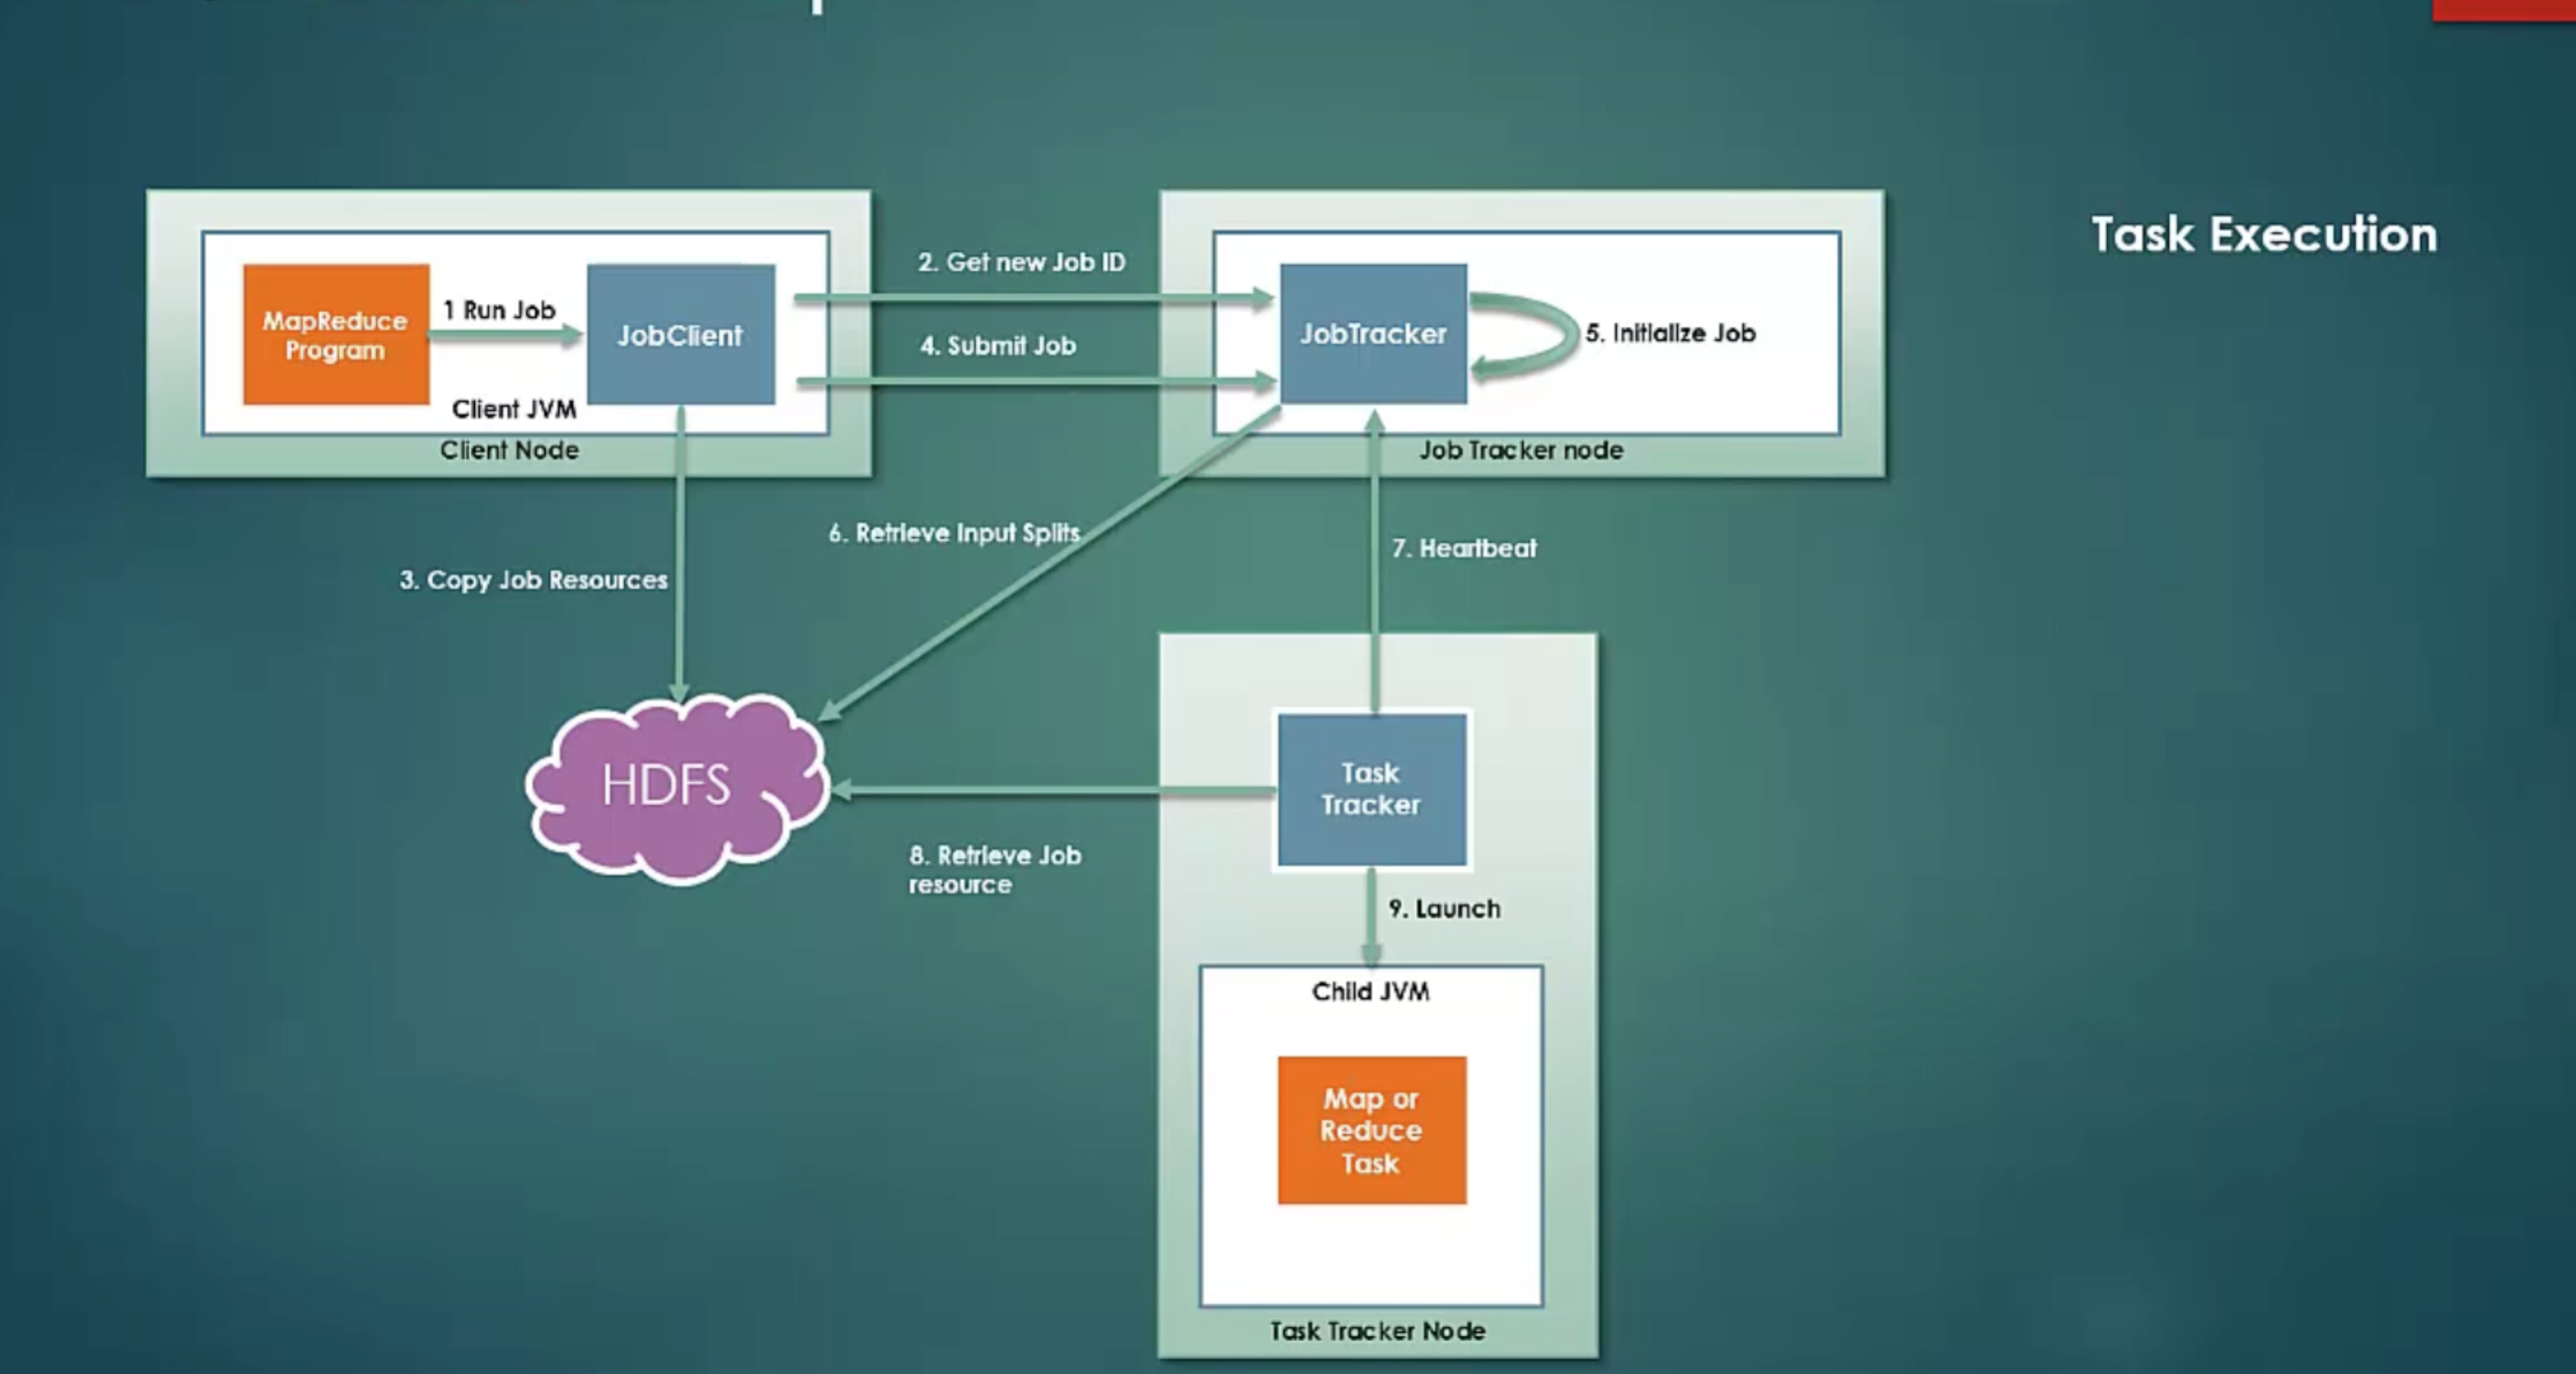 Task Execution
MapReduce
Program
1 Run Job
JobClient
Client JVM
Client Node
2. Get new Job ID
4. Submit Job
JobTracker
5. Initialize Job
Job Tracker node
6. Retrieve Input Splits
7. Heartbeat
3. Copy Job Resources
HDFS
Task
Tracker
8. Retrieve Job
resource
9. Launch
Child JVM
Map or
Reduce
Task
Task Tracker Node